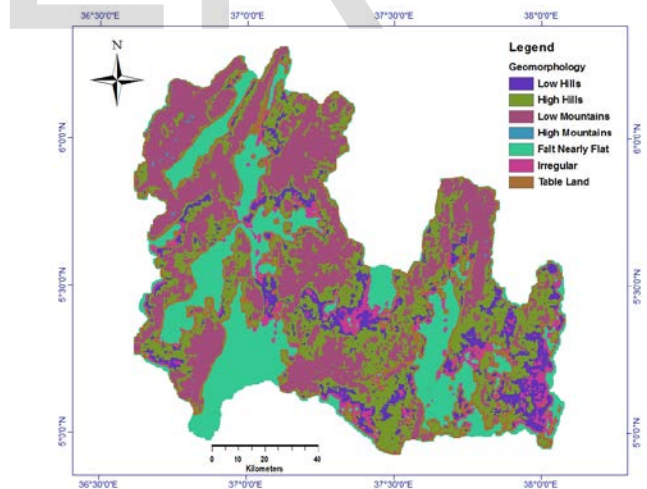 36°30'0"E 37°0'0"E 37°30'0"E 38°0'0"E
N
Legend
Geomorphology
Low Hills
High Hills
Low Mountains
High Mountains
Falt Nearly Flat
Irregular
Table Land
6°0'0"N 6°0'0"N
5°30'0"N 5°30'0"N
5°0'0"N 5°0'0"N
0 10 20 40
Kilometers
36°30'0"E 37°0'0"E 37°30'0"E 38°0'0"E